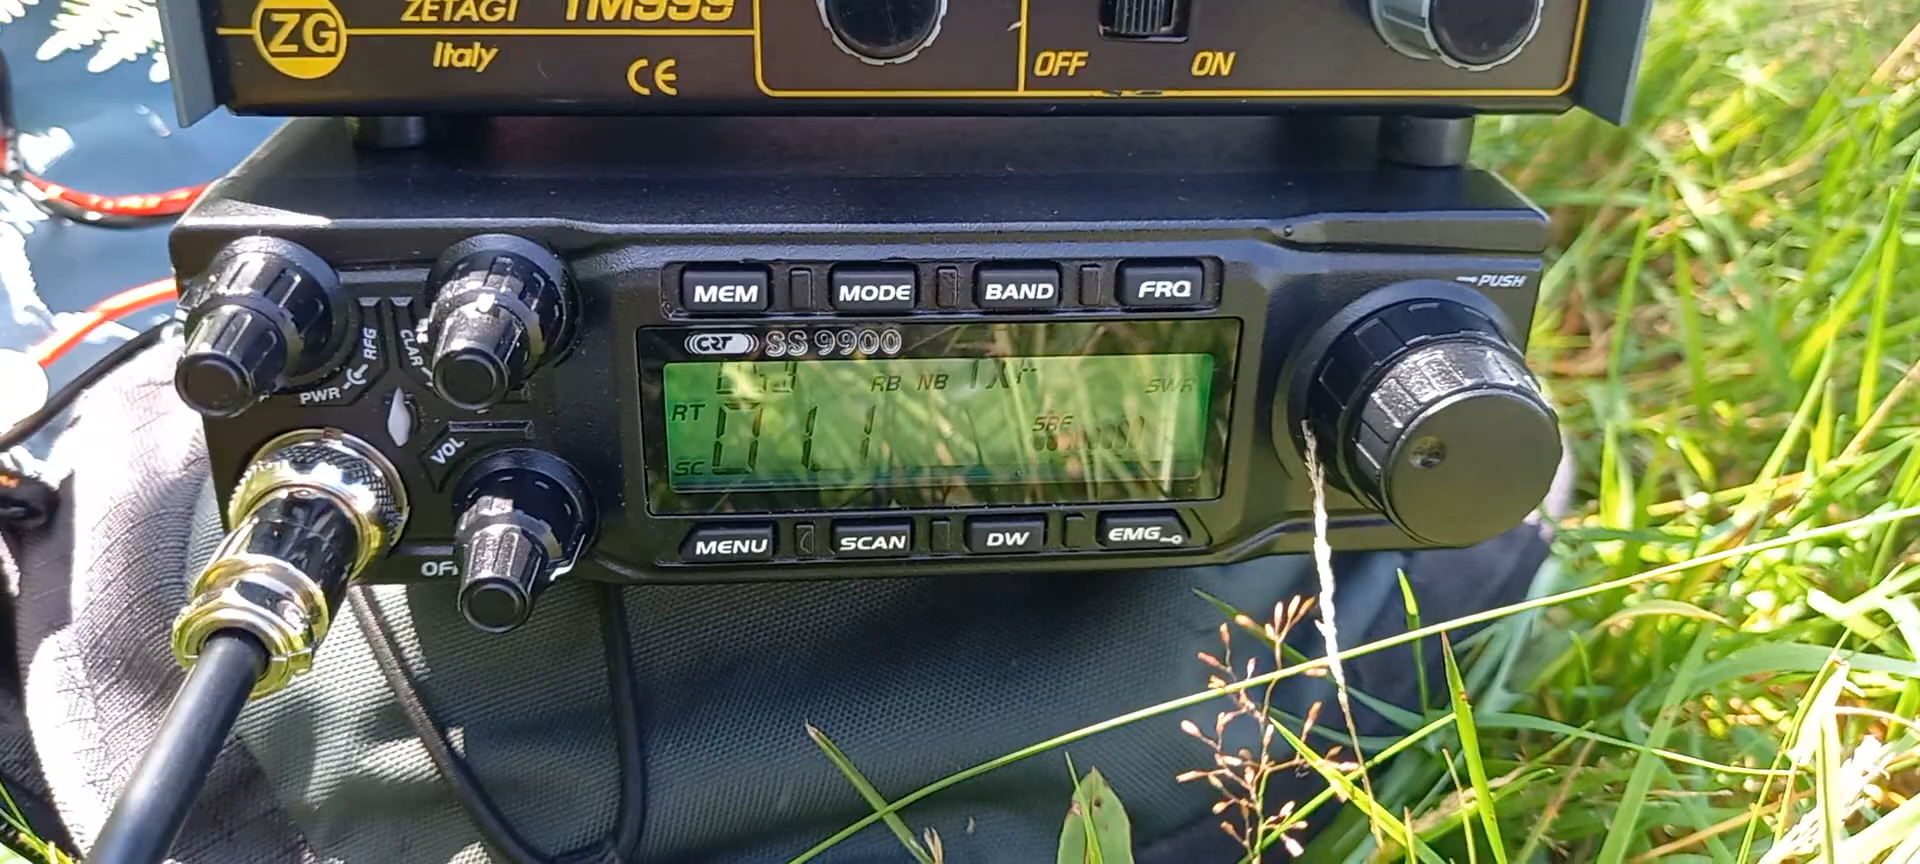 ZG
ZETAGI TM999
Italy
CE
OFF
ON
PUSH
MEM
MODE
BAND
FRQ
RFG
CLAR
PWR
CRT SS 9900
RB NB
SWR
RT
VOL
SC
MENU
SCAN
DW
EMG